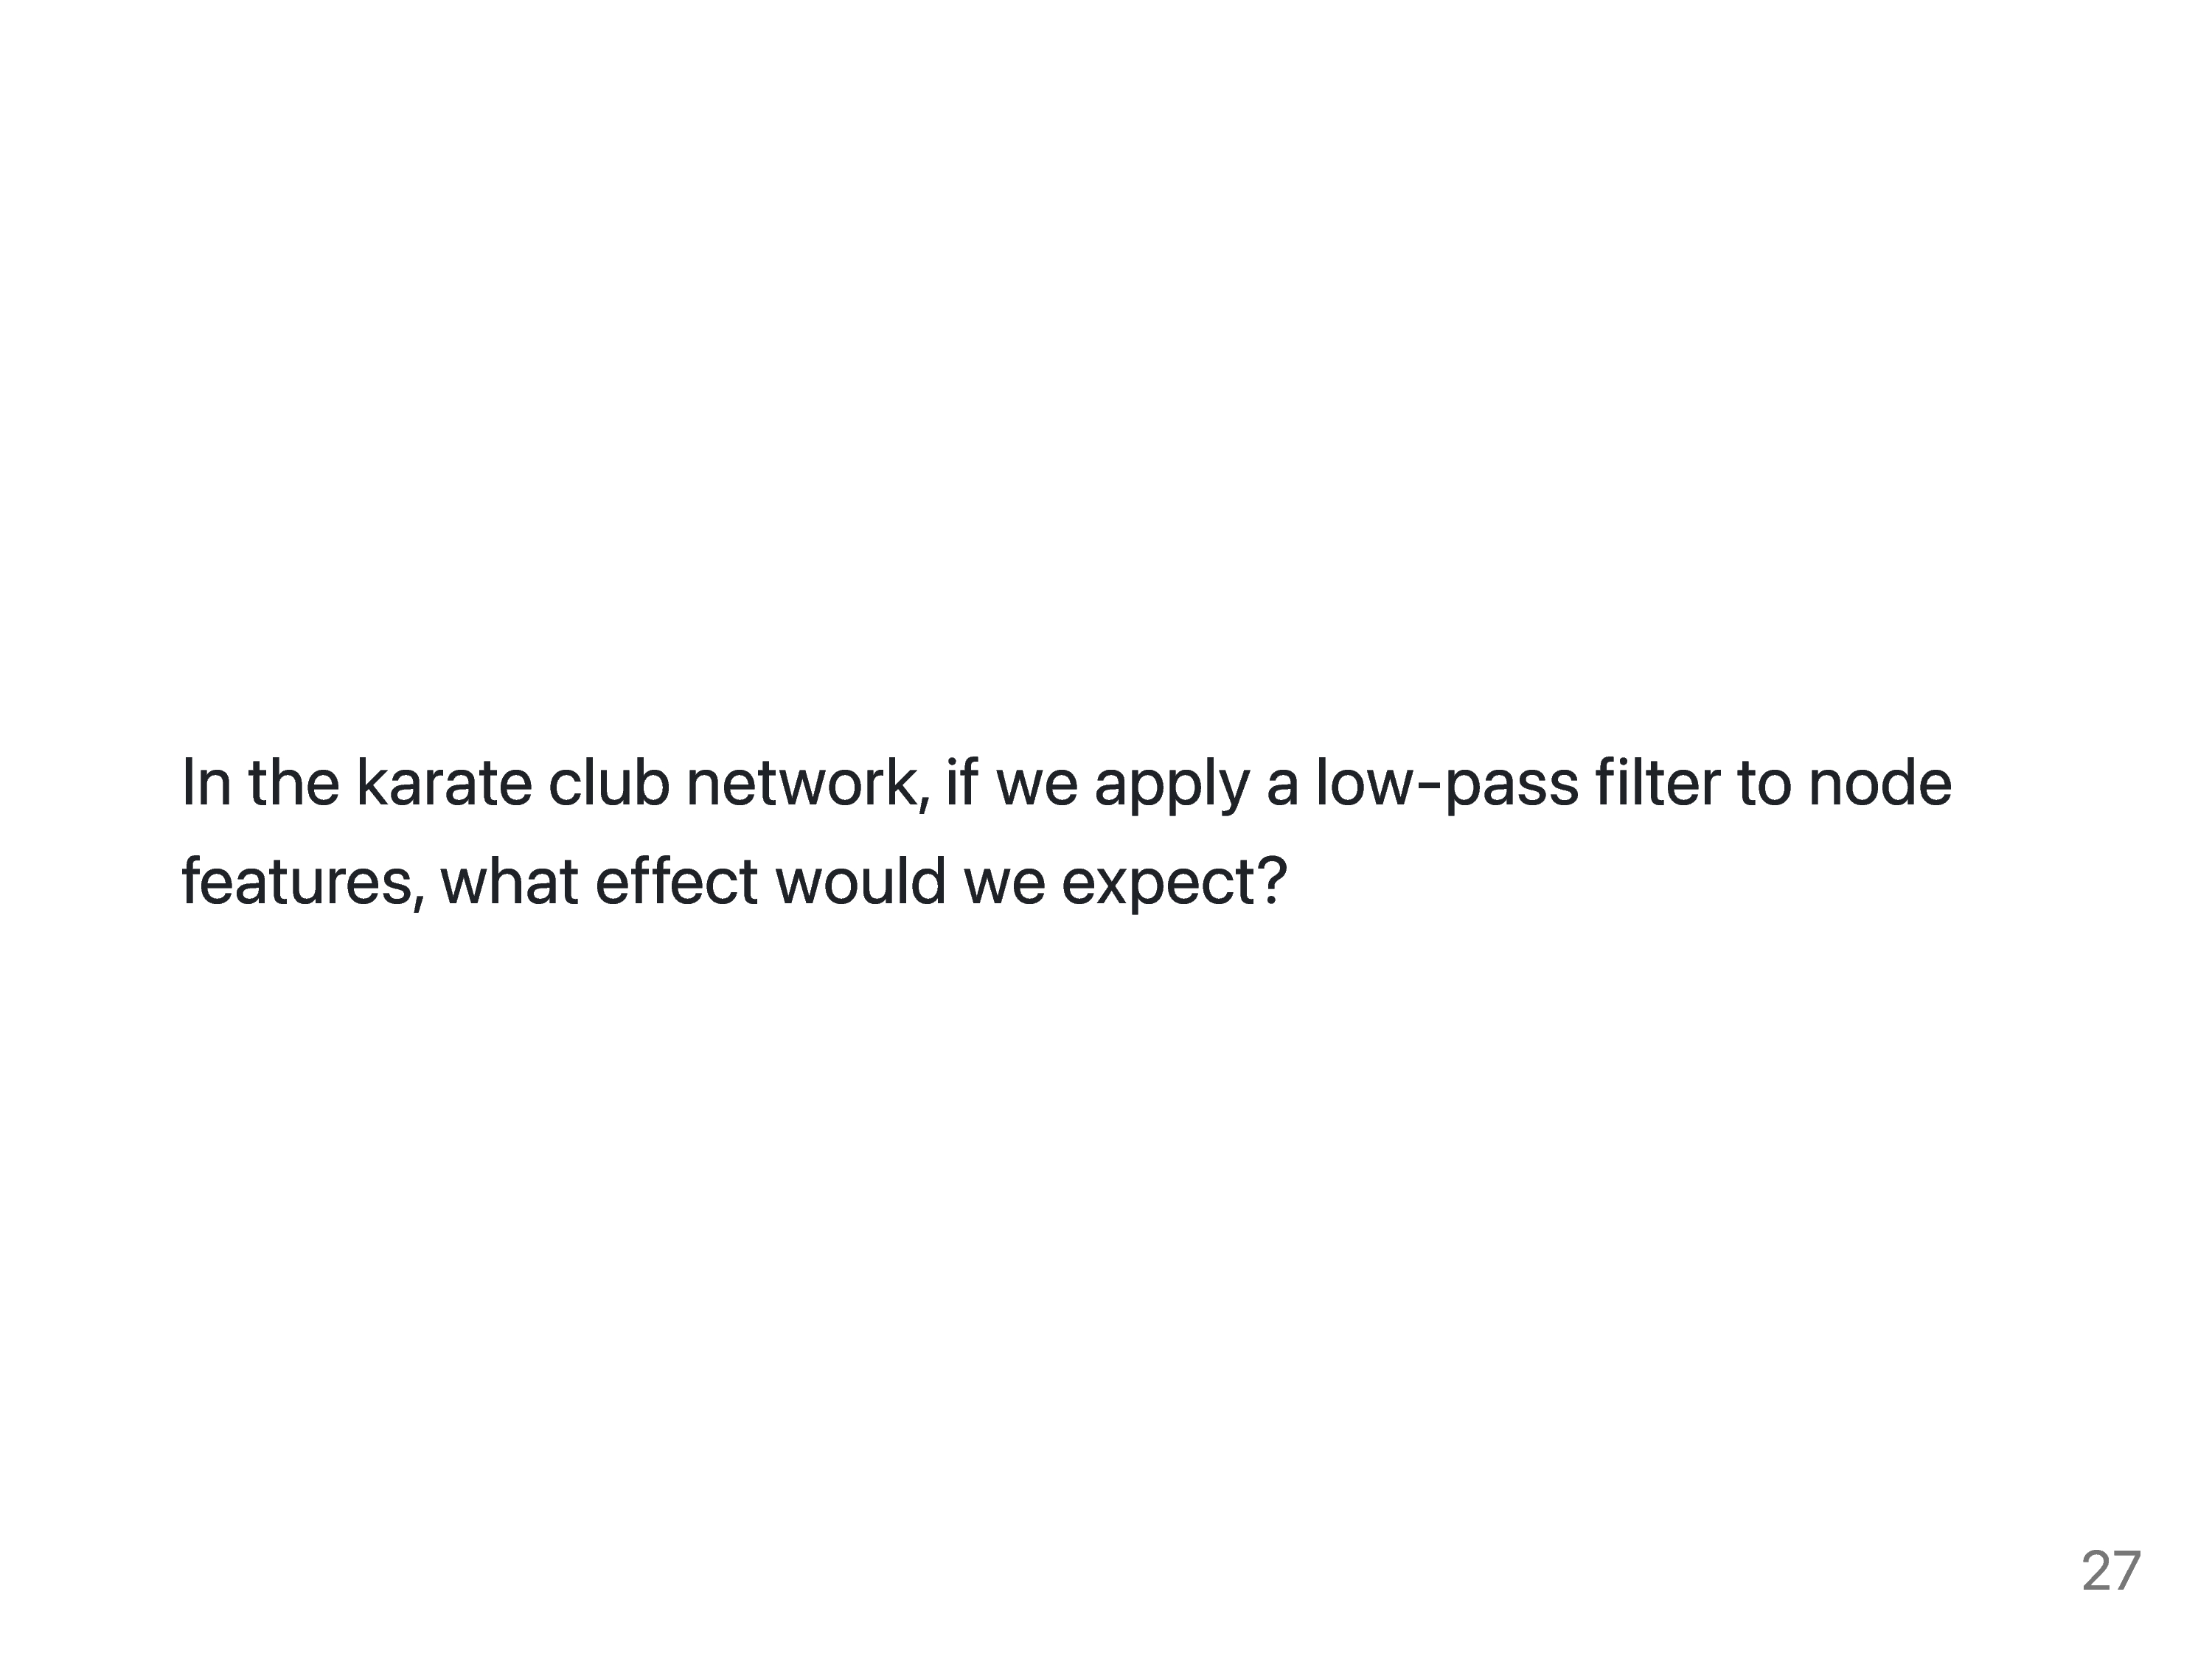 In the karate club network, if we apply a low-pass filter to node
features, what effect would we expect?
27